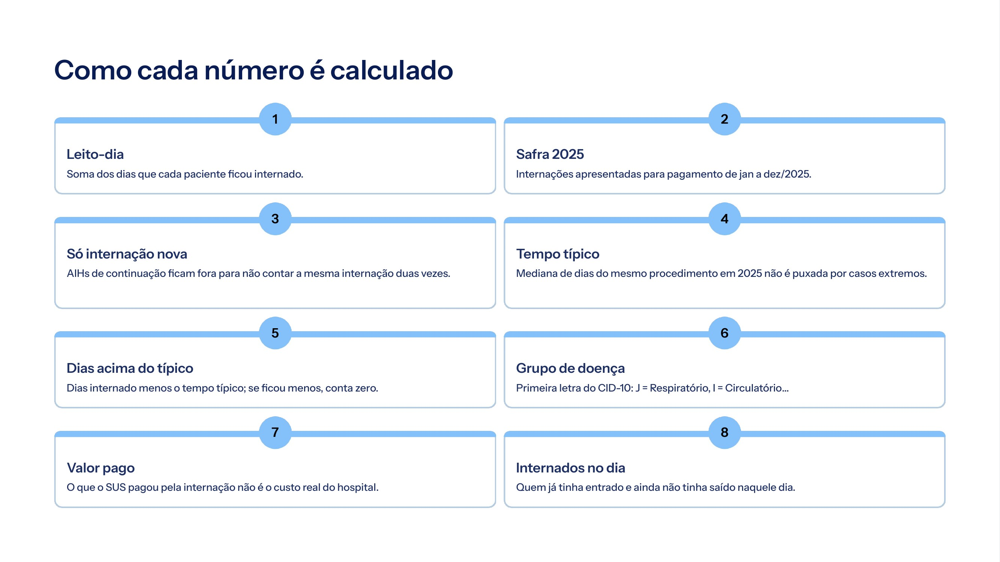 Como cada número é calculado
1
Leito-dia
Soma dos dias que cada paciente ficou internado.
2
Safra 2025
Internações apresentadas para pagamento de jan a dez/2025.
3
Só internação nova
AIHs de continuação ficam fora para não contar a mesma internação duas vezes.
4
Tempo típico
Mediana de dias do mesmo procedimento em 2025 não é puxada por casos extremos.
5
Dias acima do típico
Dias internado menos o tempo típico; se ficou menos, conta zero.
6
Grupo de doença
Primeira letra do CID-10: J = Respiratório, I = Circulatório...
7
Valor pago
O que o SUS pagou pela internação não é o custo real do hospital.
8
Internados no dia
Quem já tinha entrado e ainda não tinha saído naquele dia.